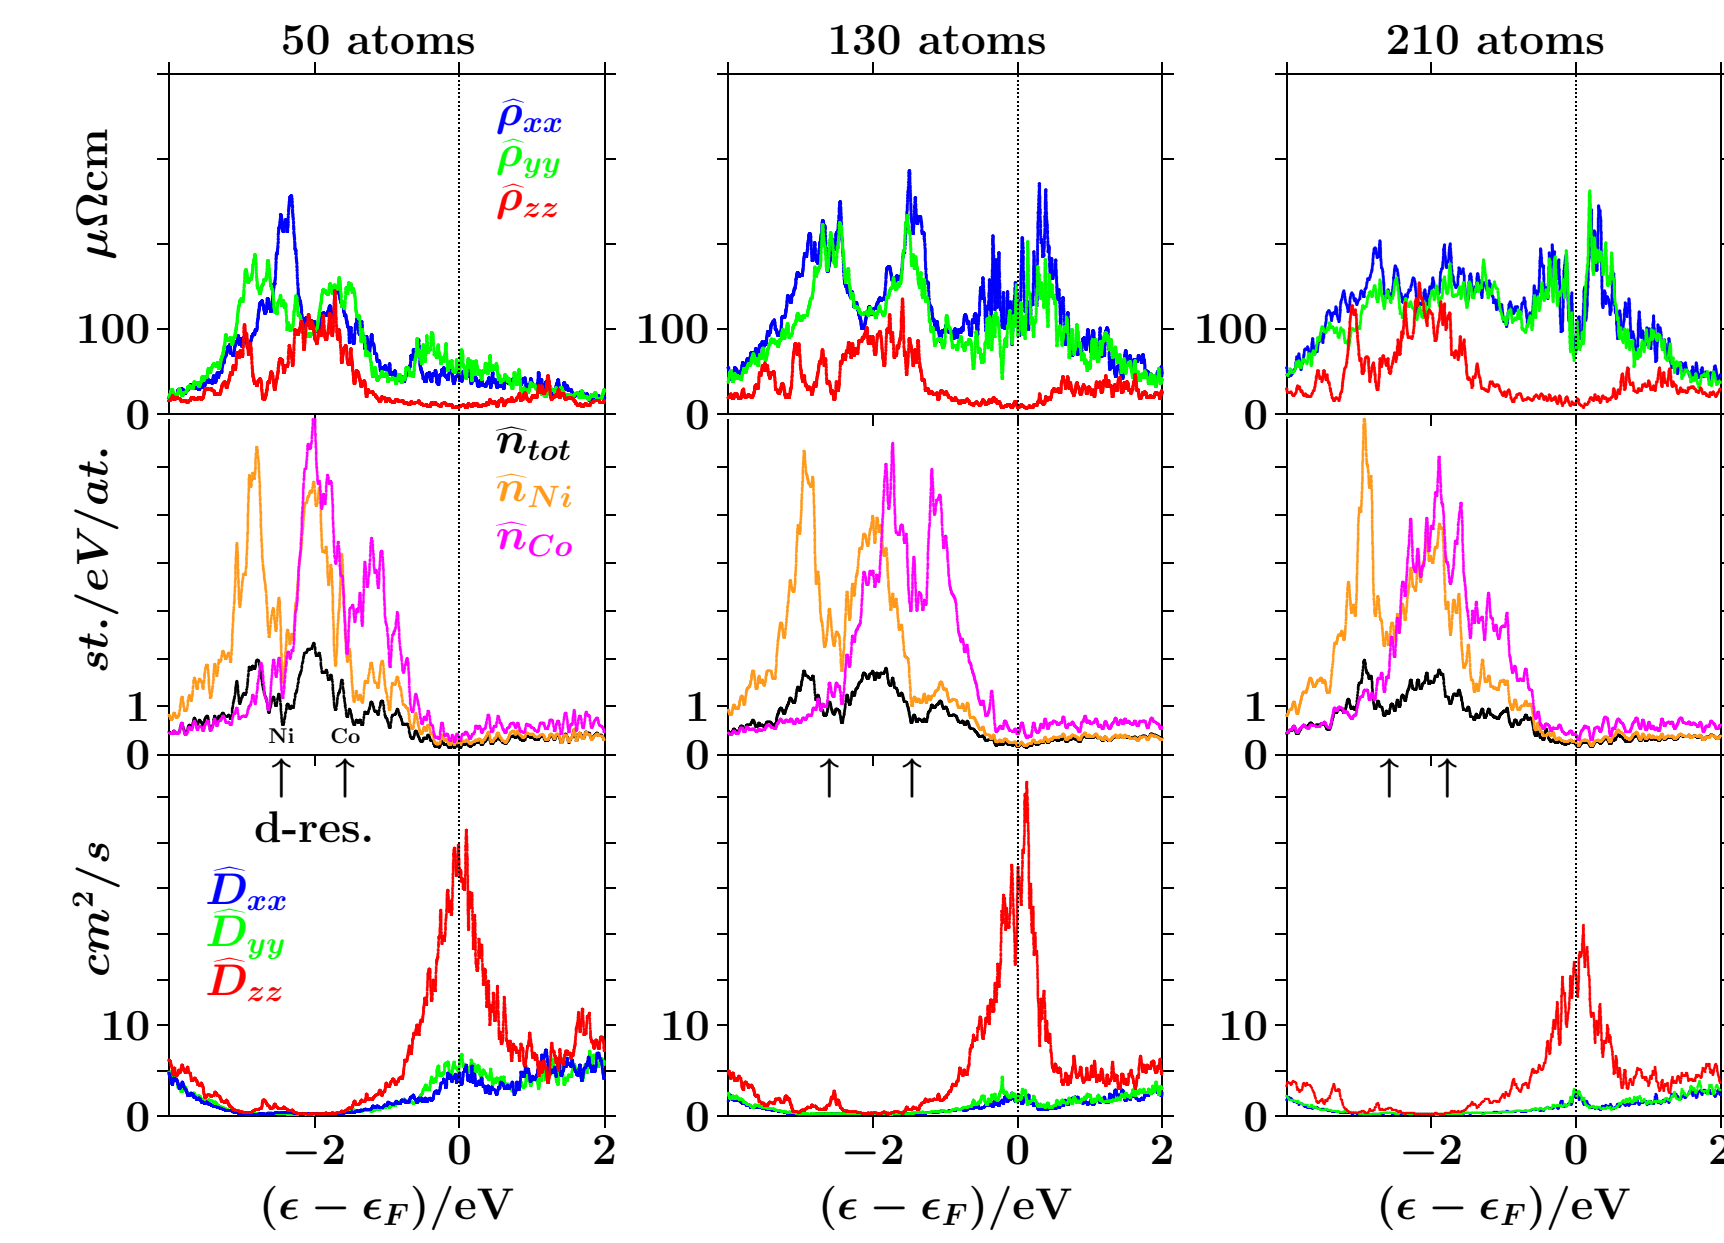 50 atoms 130 atoms 210 atoms
μΩcm
ρ̂xx
ρ̂yy
ρ̂zz
100 100 100
0 0 0
st./eV/at.
n̂tot
n̂Ni
n̂Co
1 1 1
Ni Co
0 0 0
↑ ↑ ↑ ↑ ↑ ↑
d-res.
cm²/s
D̂xx
D̂yy
D̂zz
10 10 10
0 0 0
−2 0 2 −2 0 2 −2 0 2
(ϵ − ϵF)/eV (ϵ − ϵF)/eV (ϵ − ϵF)/eV